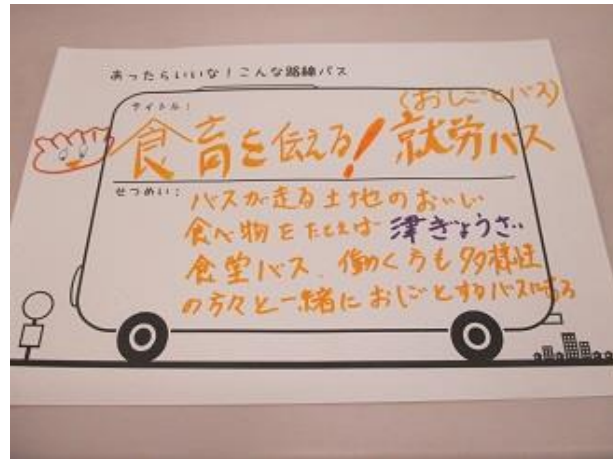 あったらいいな！こんな路線バス
タイトル：
（おしごとバス）
食育を伝える！就労バス
せつめい：
バスが走る土地のおいしい
食べ物をたとえば 津ぎょうざ
食堂バス、働くうも多様性
の方々と一緒におしごとするバスである